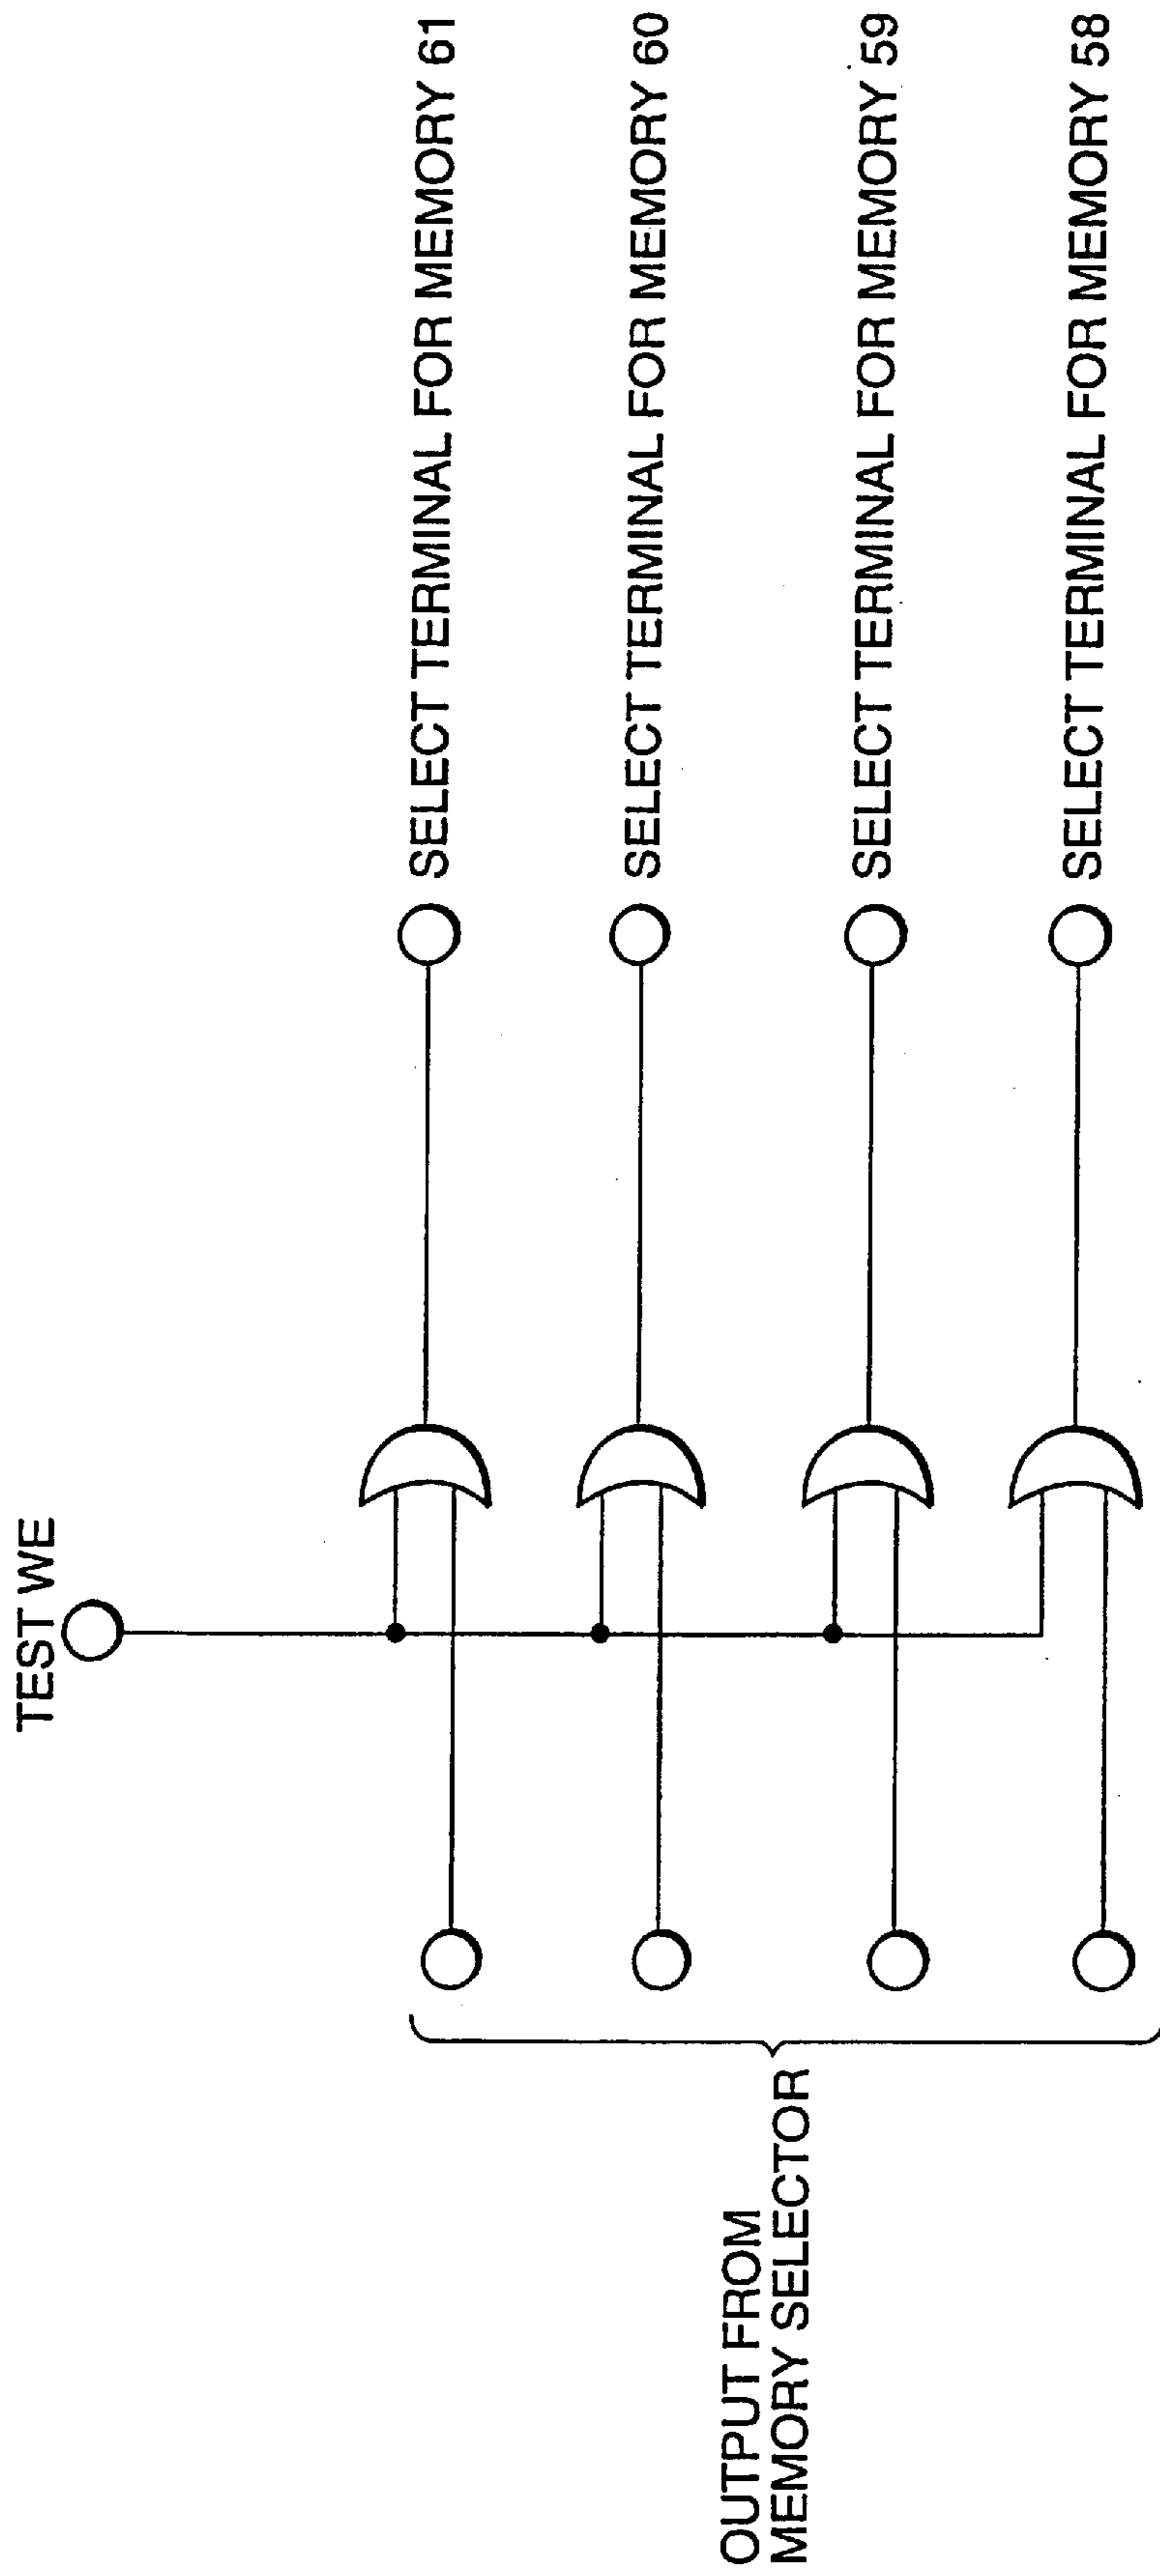 TEST WE
SELECT TERMINAL FOR MEMORY 61
SELECT TERMINAL FOR MEMORY 60
SELECT TERMINAL FOR MEMORY 59
SELECT TERMINAL FOR MEMORY 58
OUTPUT FROM
MEMORY SELECTOR